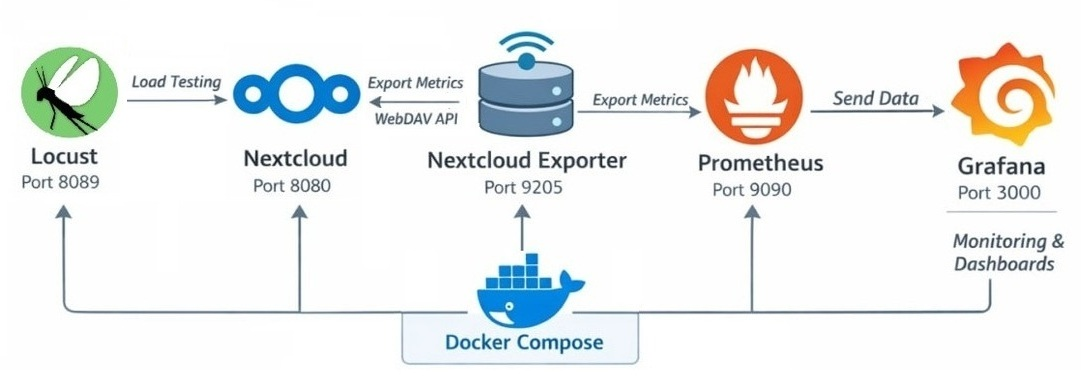 Load Testing
Export Metrics
WebDAV API
Export Metrics
Send Data
Locust
Port 8089
Nextcloud
Port 8080
Nextcloud Exporter
Port 9205
Prometheus
Port 9090
Grafana
Port 3000
Monitoring &
Dashboards
Docker Compose